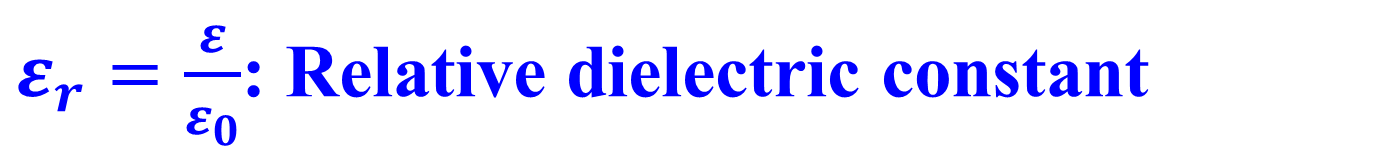 εᵣ = ε/ε₀: Relative dielectric constant